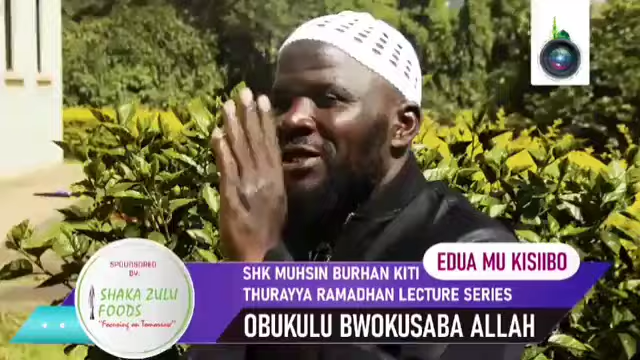 EDUA MU KISIIBO
SHK MUHSIN BURHAN KITI
THURAYYA RAMADHAN LECTURE SERIES
OBUKULU BWOKUSABA ALLAH
SPOUNSORED
BY:
SHAKA ZULU
FOODS
"Focusing on Tomorrow"